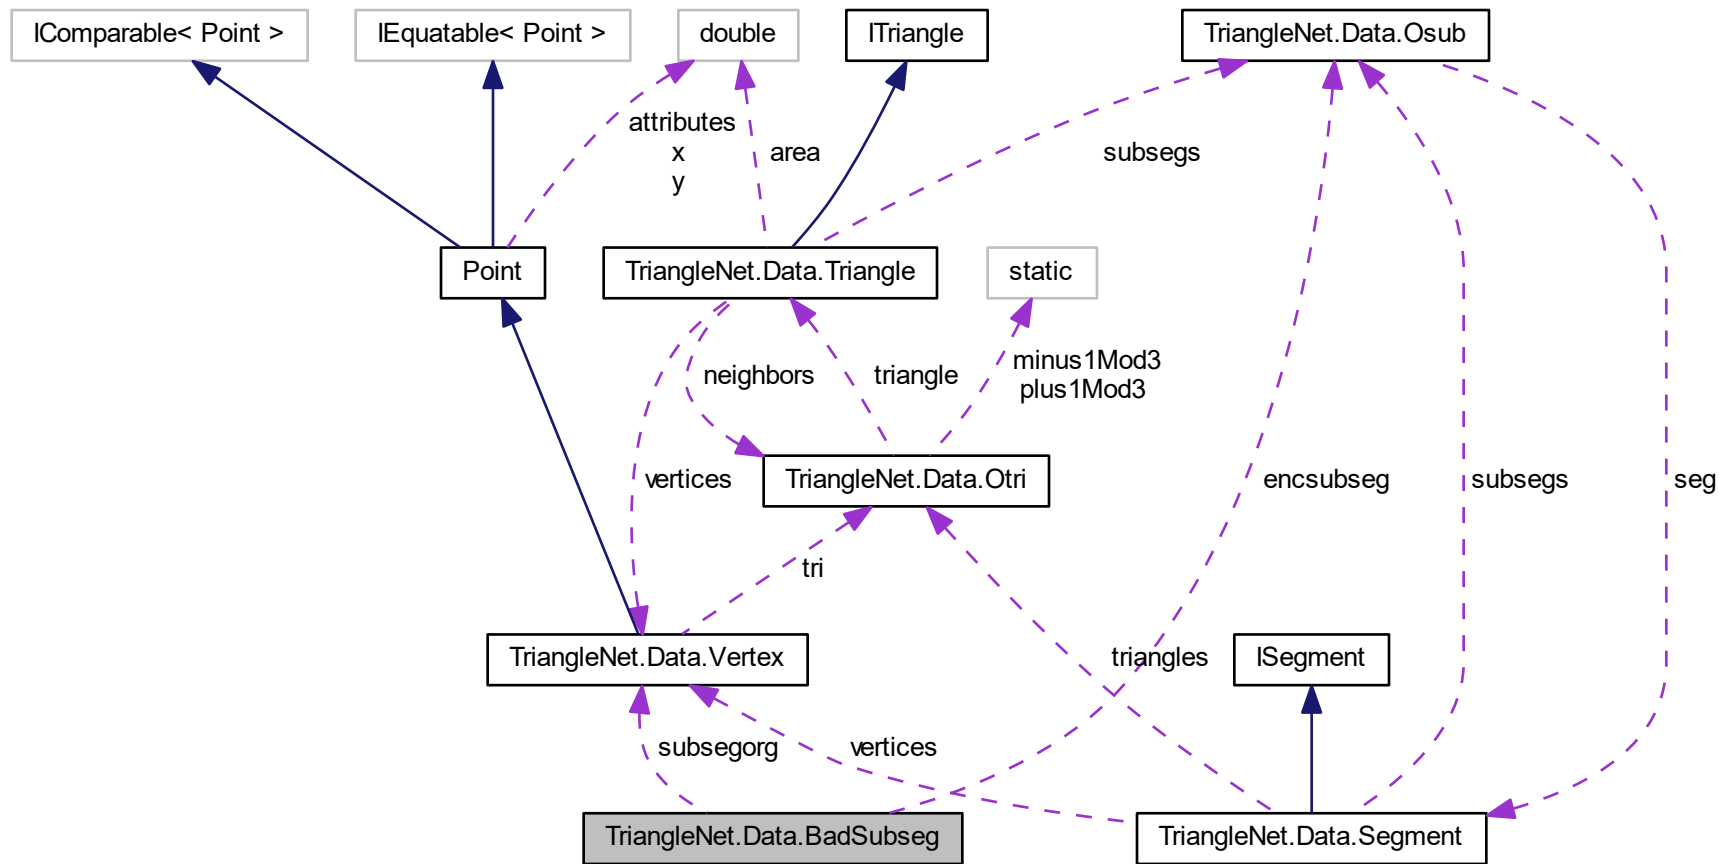 IComparable< Point >
IEquatable< Point >
double
ITriangle
TriangleNet.Data.Osub
attributes
x
y
area
subsegs
Point
TriangleNet.Data.Triangle
static
neighbors
triangle
minus1Mod3
plus1Mod3
vertices
TriangleNet.Data.Otri
encsubseg
subsegs
seg
tri
TriangleNet.Data.Vertex
triangles
ISegment
subsegorg
vertices
TriangleNet.Data.BadSubseg
TriangleNet.Data.Segment